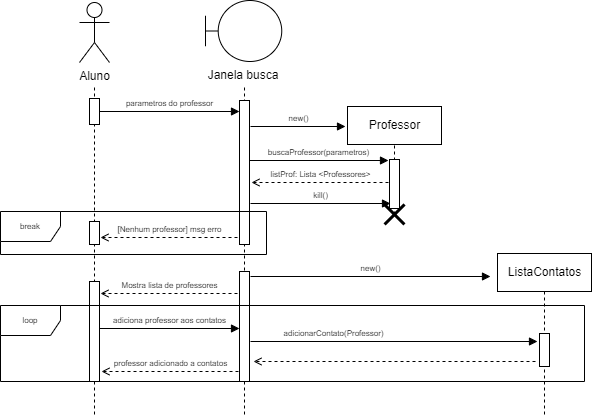 Aluno
Janela busca
parametros do professor
new()
Professor
buscaProfessor(parametros)
listProf: Lista <Professores>
kill()
break
[Nenhum professor] msg erro
new()
ListaContatos
Mostra lista de professores
loop
adiciona professor aos contatos
adicionarContato(Professor)
professor adicionado a contatos